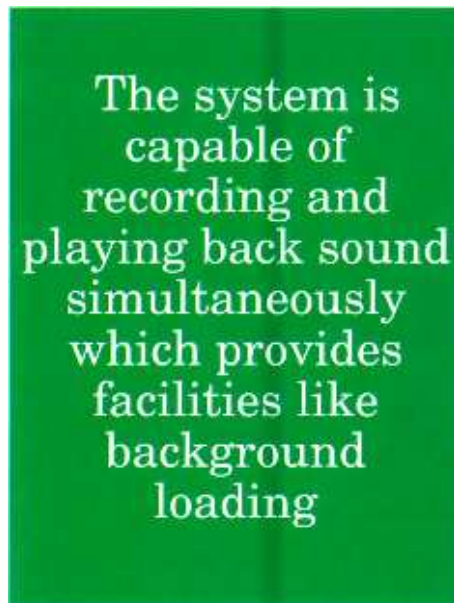 The system is
capable of
recording and
playing back sound
simultaneously
which provides
facilities like
background
loading